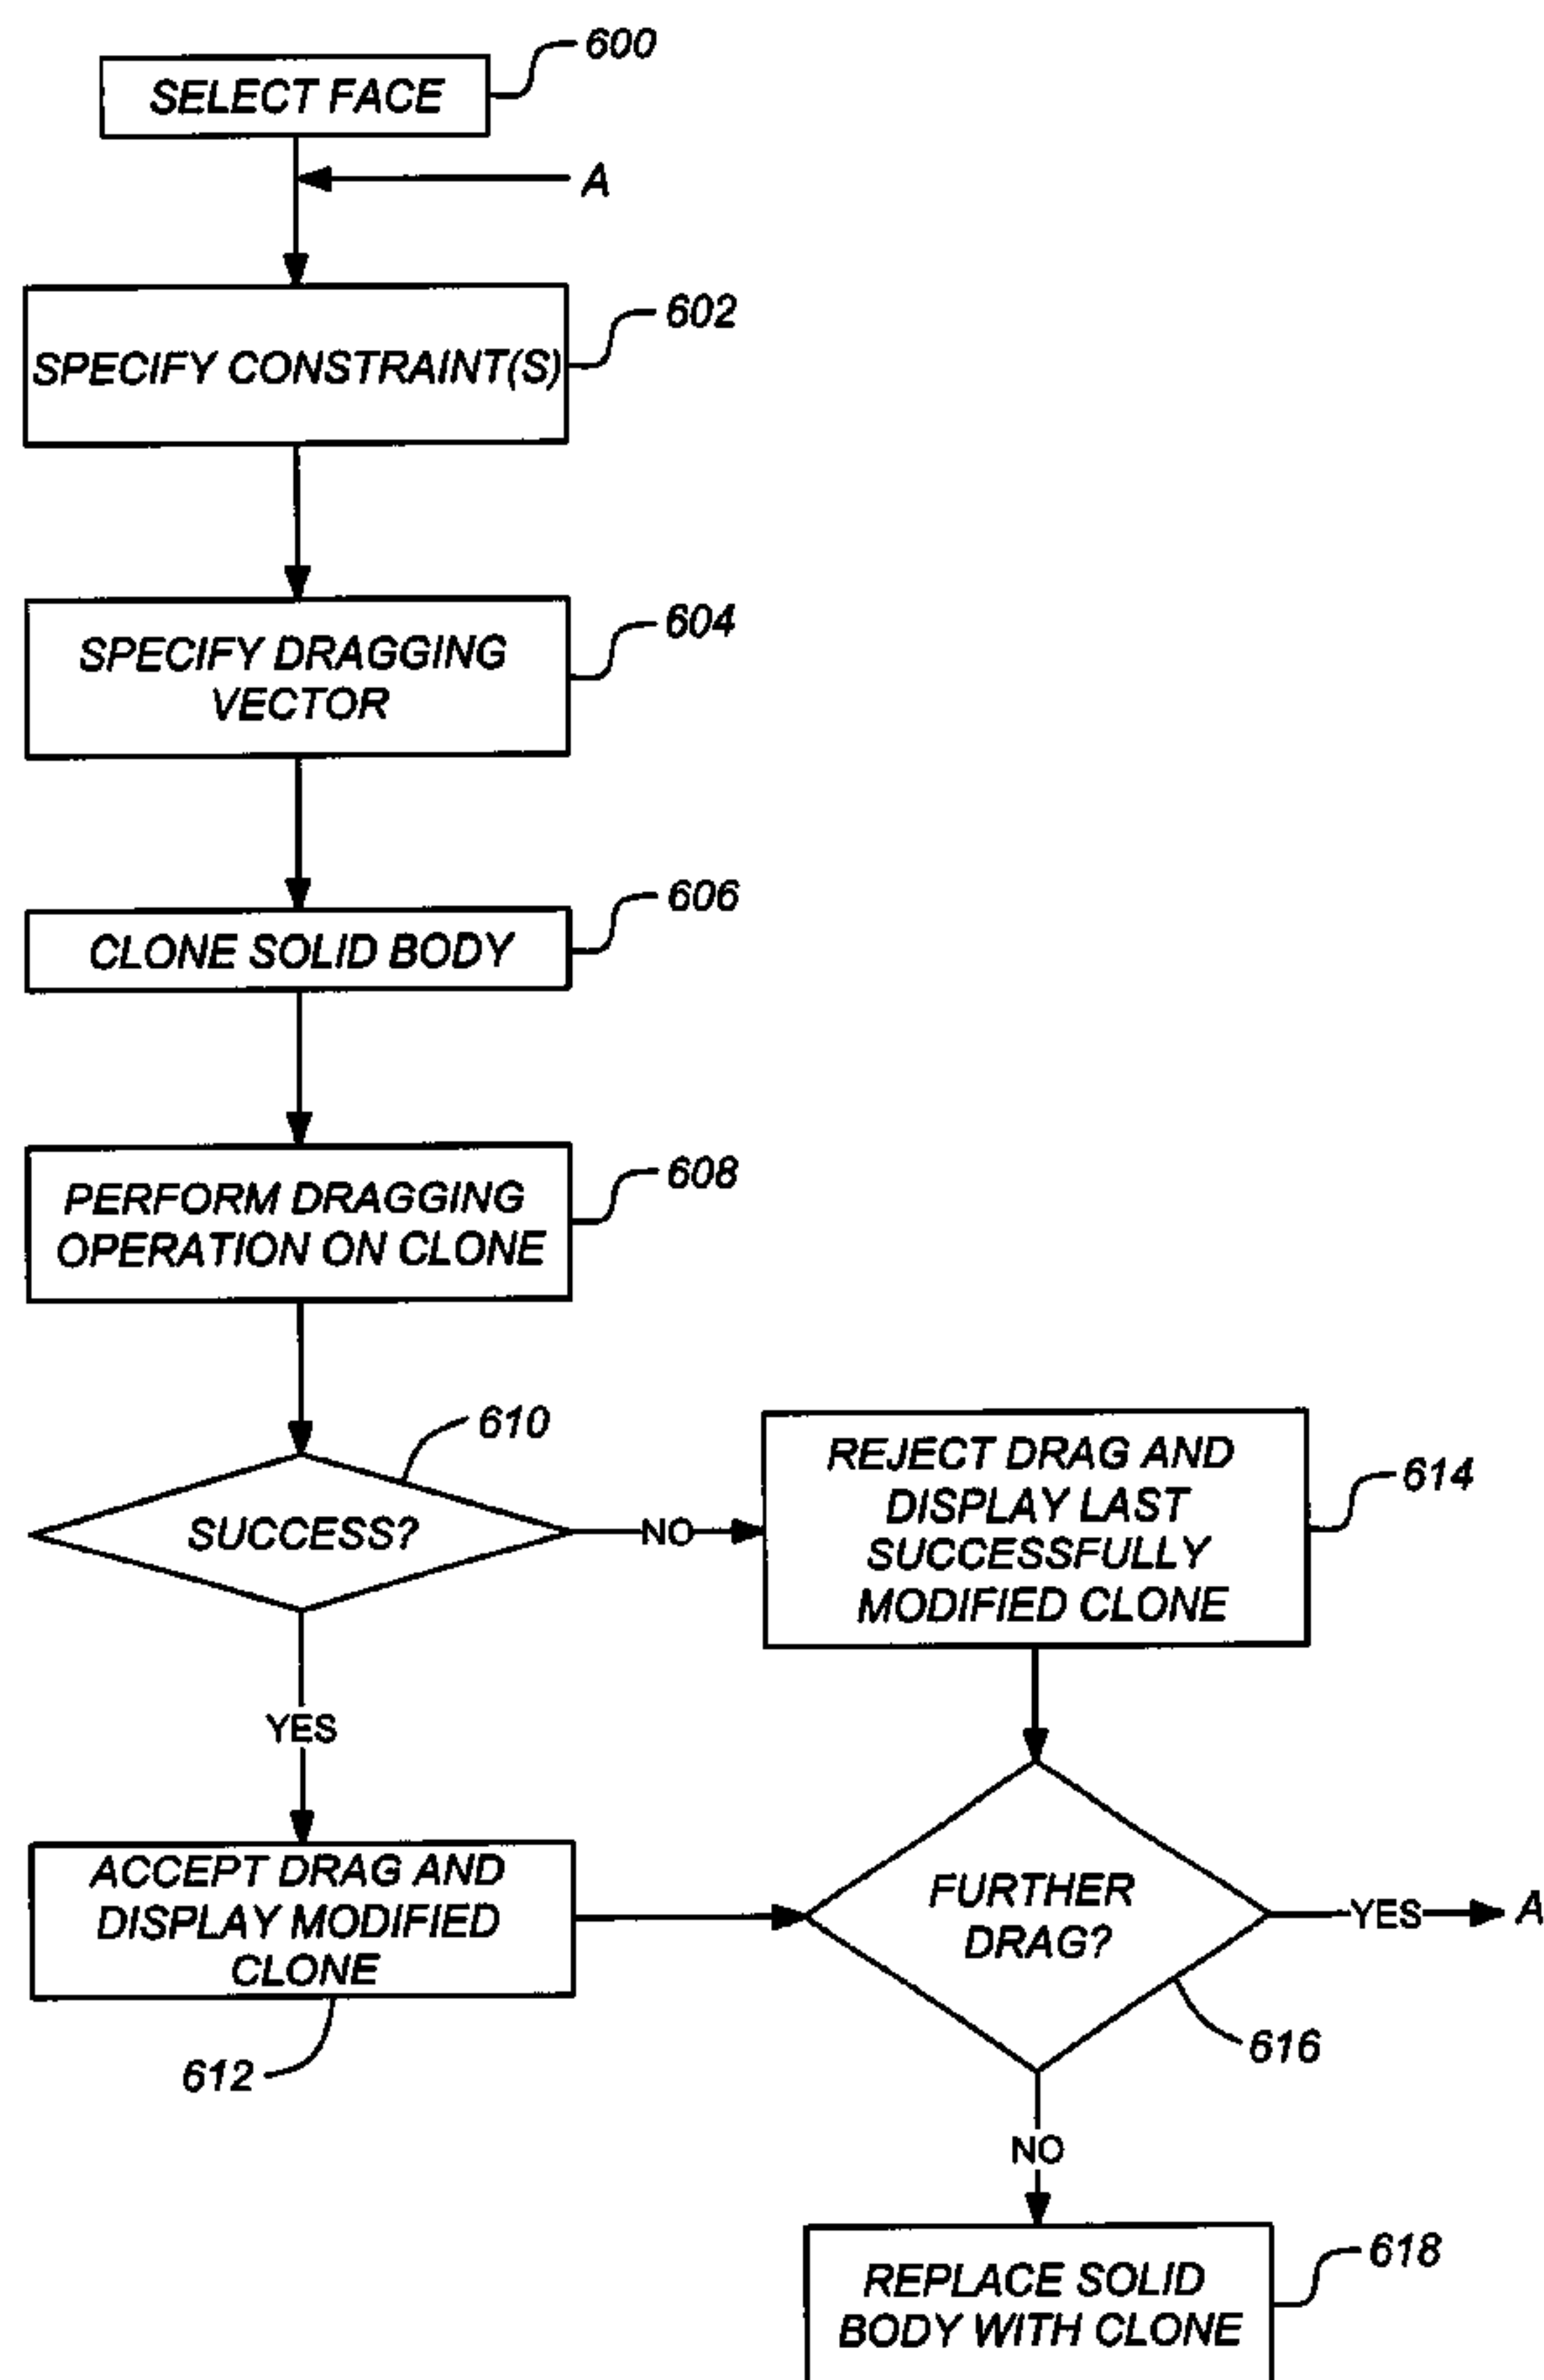 600
SELECT FACE
A
602
SPECIFY CONSTRAINT(S)
604
SPECIFY DRAGGING
VECTOR
606
CLONE SOLID BODY
608
PERFORM DRAGGING
OPERATION ON CLONE
610
SUCCESS?
NO
REJECT DRAG AND
DISPLAY LAST
SUCCESSFULLY
MODIFIED CLONE
614
YES
ACCEPT DRAG AND
DISPLAY MODIFIED
CLONE
612
FURTHER
DRAG?
YES
A
616
NO
618
REPLACE SOLID
BODY WITH CLONE